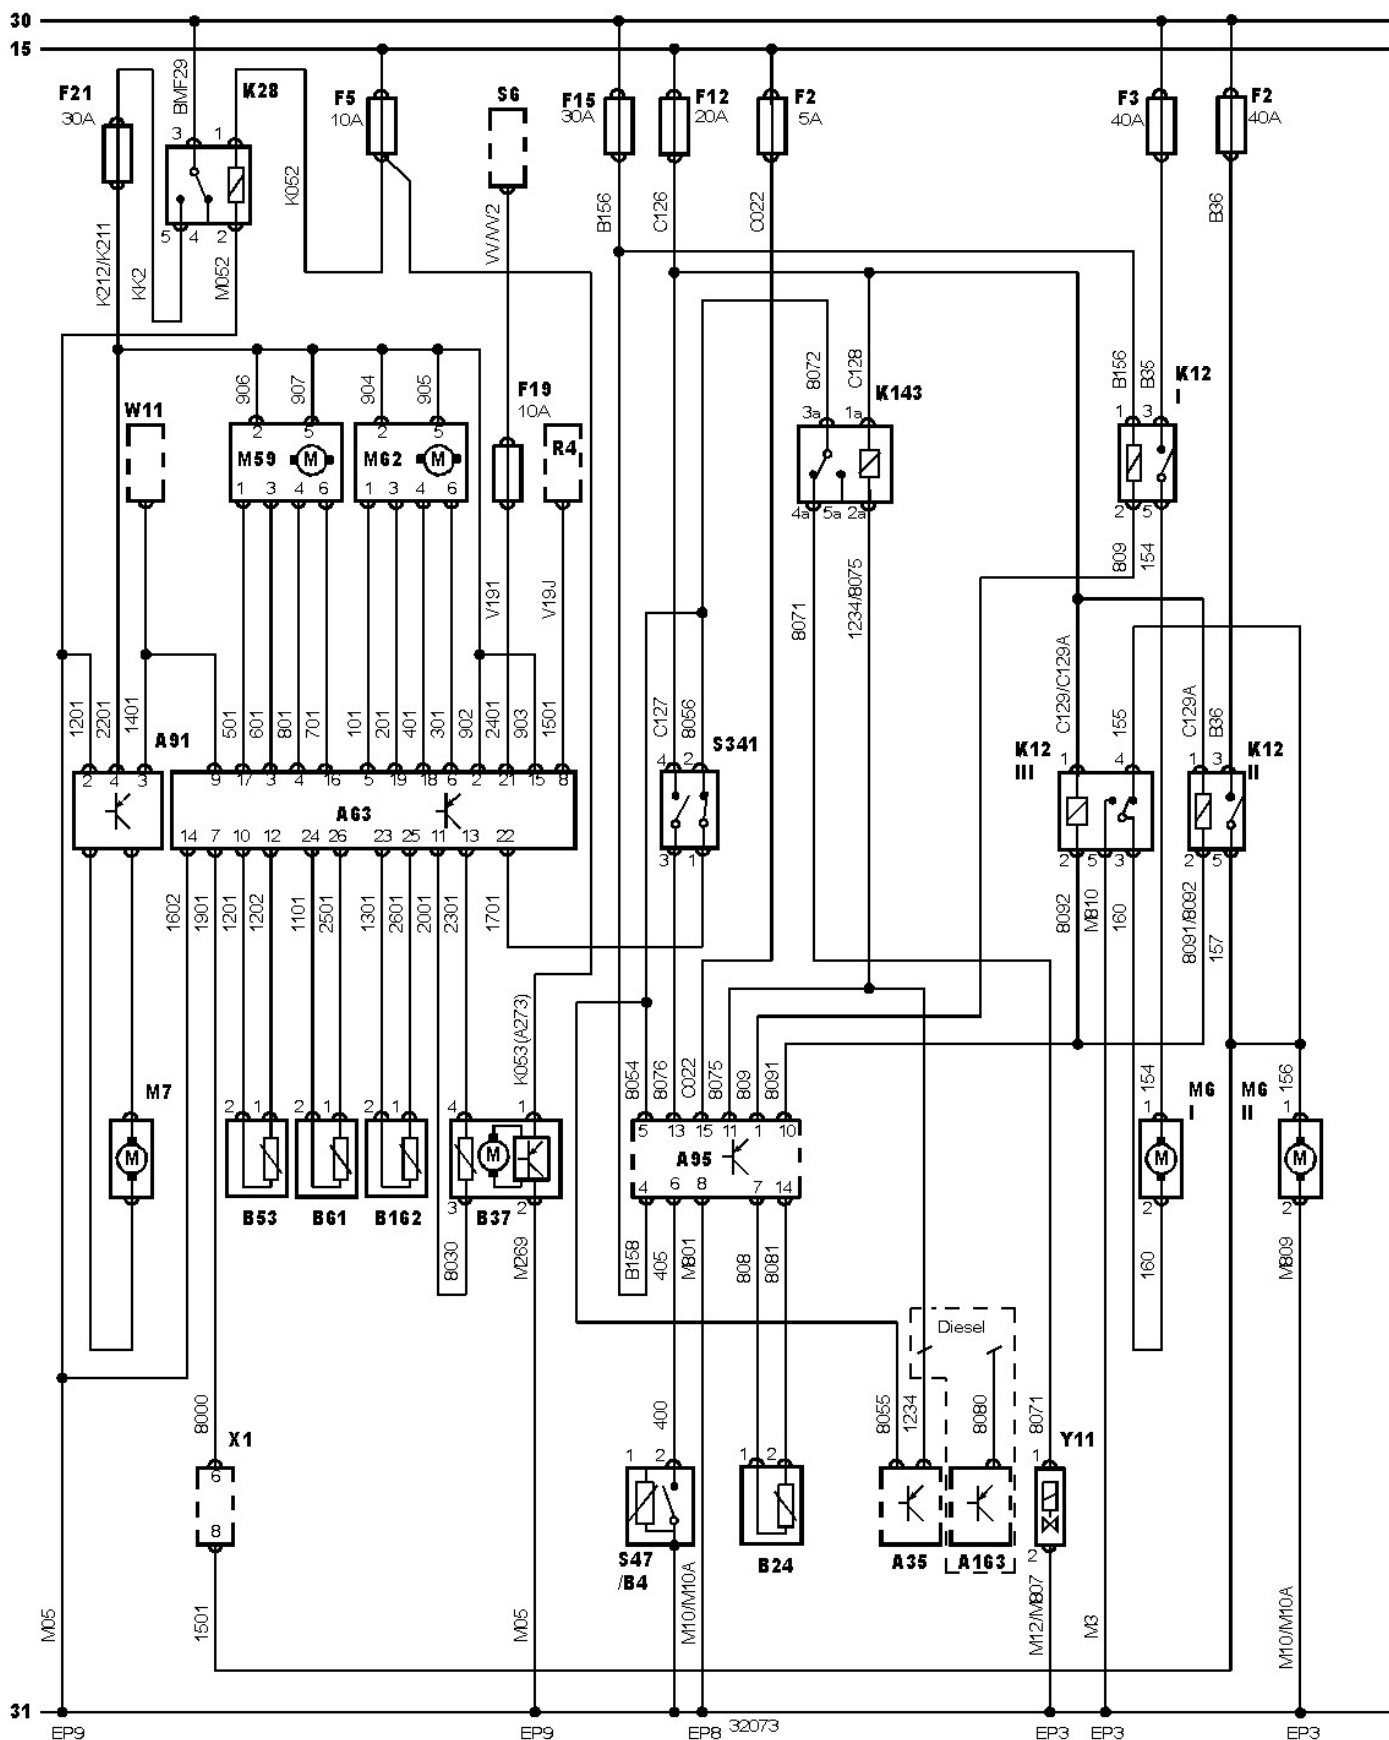 30
15
F21
30A
BMF29
K28
3 1
F5
10A
S6
F15
30A
F12
20A
F2
5A
F3
40A
F2
40A
K052
5 4 2
K212/K211
KK2
M052
VV/VV2
B156
C126
C022
B36
906
907
904
905
F19
10A
8072
C128
B156
B35
K12
I
W11
K143
3a 1a
1 3
2 5
2 5
M59
M
M62
M
R4
1 3 4 6
1 3 4 6
4a 5a 2a
2 5
V191
V19J
8071
1234/8075
809
154
1201
2201
1401
501
601
801
701
101
201
401
301
902
2401
903
1501
C127
8056
C129/C129A
155
C129A
B36
A91
S341
K12
III
K12
II
4 2
1 4
1 3
2 4 3
9 17 3 4 16 5 19 18 6 2 21 15 8
A63
14 7 10 12 24 26 23 25 11 13 22
3 1
2 5 3
2 5
1602
1901
1201
1202
1101
2501
1301
2601
2001
2301
1701
8092
M810
160
8091/8092
157
K053(A273)
8054
8076
C022
8075
809
8091
154
156
M7
M6
I
M6
II
2 1
2 1
2 1
4 1
5 13 15 11 1 10
1
1
M
M
A95
M
M
4 6 8 7 14
3 2
2
2
B53
B61
B162
B37
8030
M269
B158
405
M801
808
8081
160
M809
Diesel
8000
400
8055
1234
8080
8071
X1
Y11
6
8
1 2
1 2
1
2
S47
/B4
B24
A35
A163
M05
1501
M05
M10/M10A
M12/M807
M3
M10/M10A
31
EP9
EP9
EP8
32073
EP3
EP3
EP3